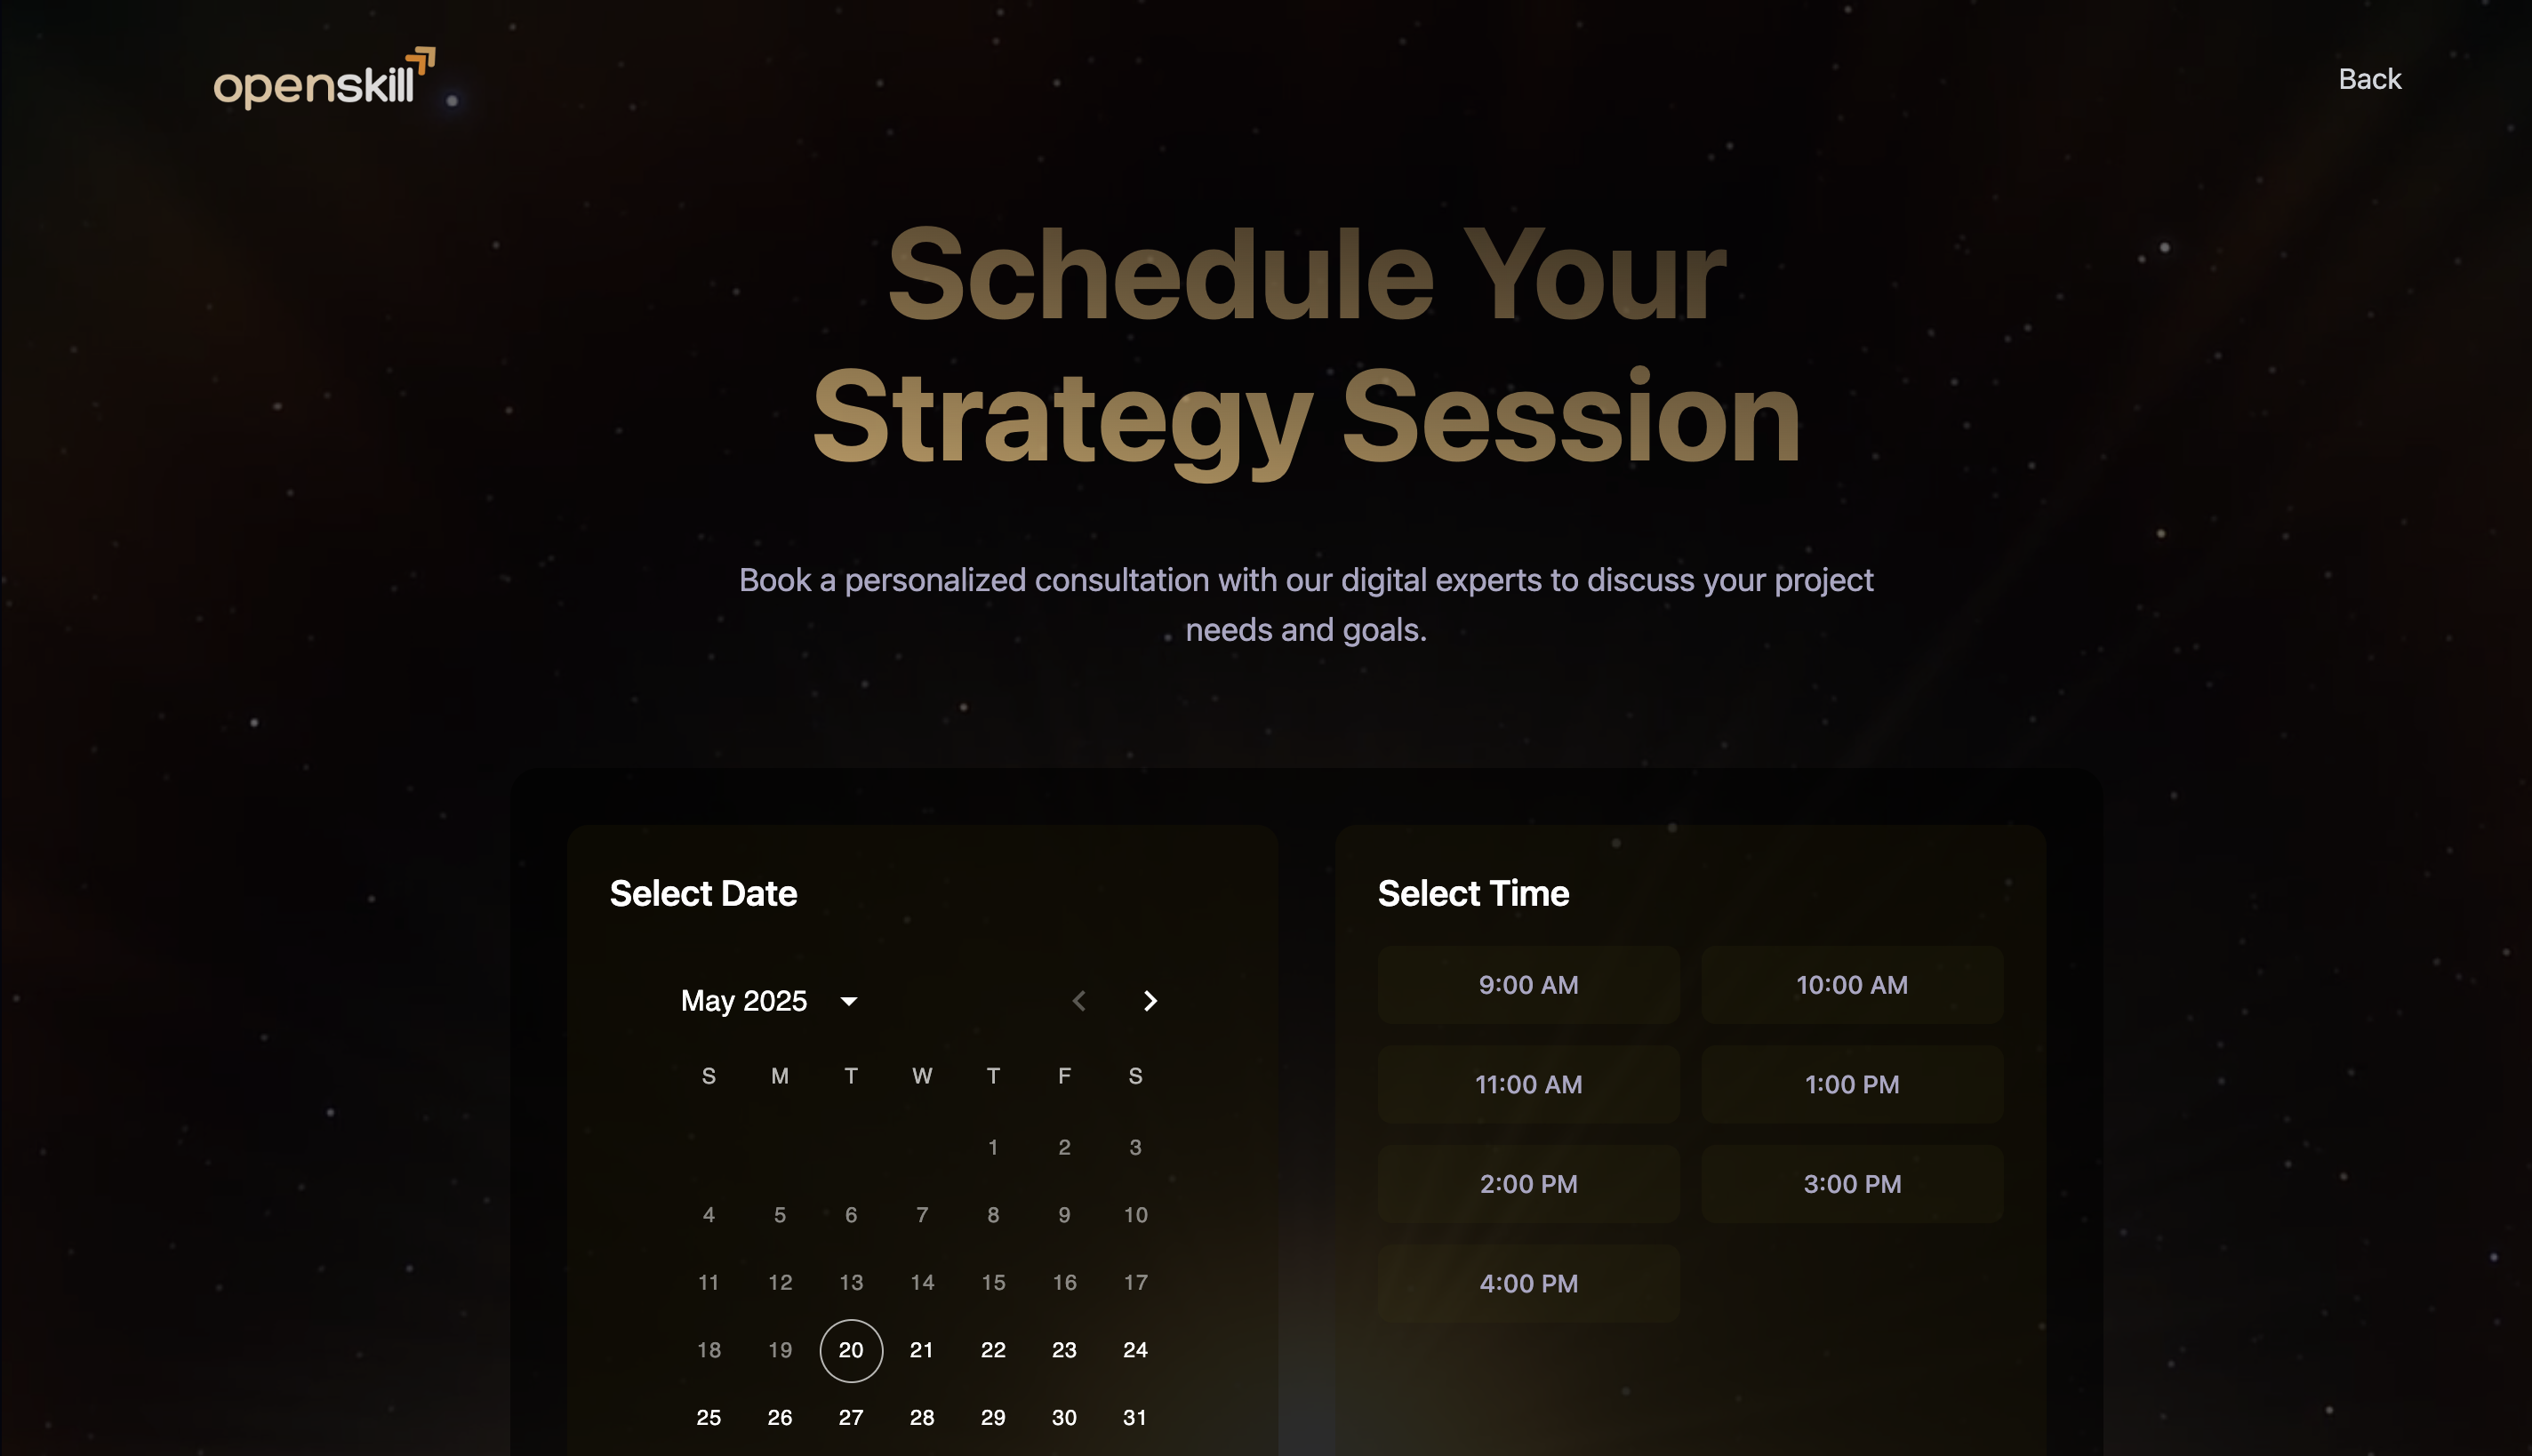 openskill
Back
Schedule Your
Strategy Session
Book a personalized consultation with our digital experts to discuss your project
needs and goals.
Select Date
May 2025
S M T W T F S
1 2 3
4 5 6 7 8 9 10
11 12 13 14 15 16 17
18 19 20 21 22 23 24
25 26 27 28 29 30 31
Select Time
9:00 AM 10:00 AM
11:00 AM 1:00 PM
2:00 PM 3:00 PM
4:00 PM